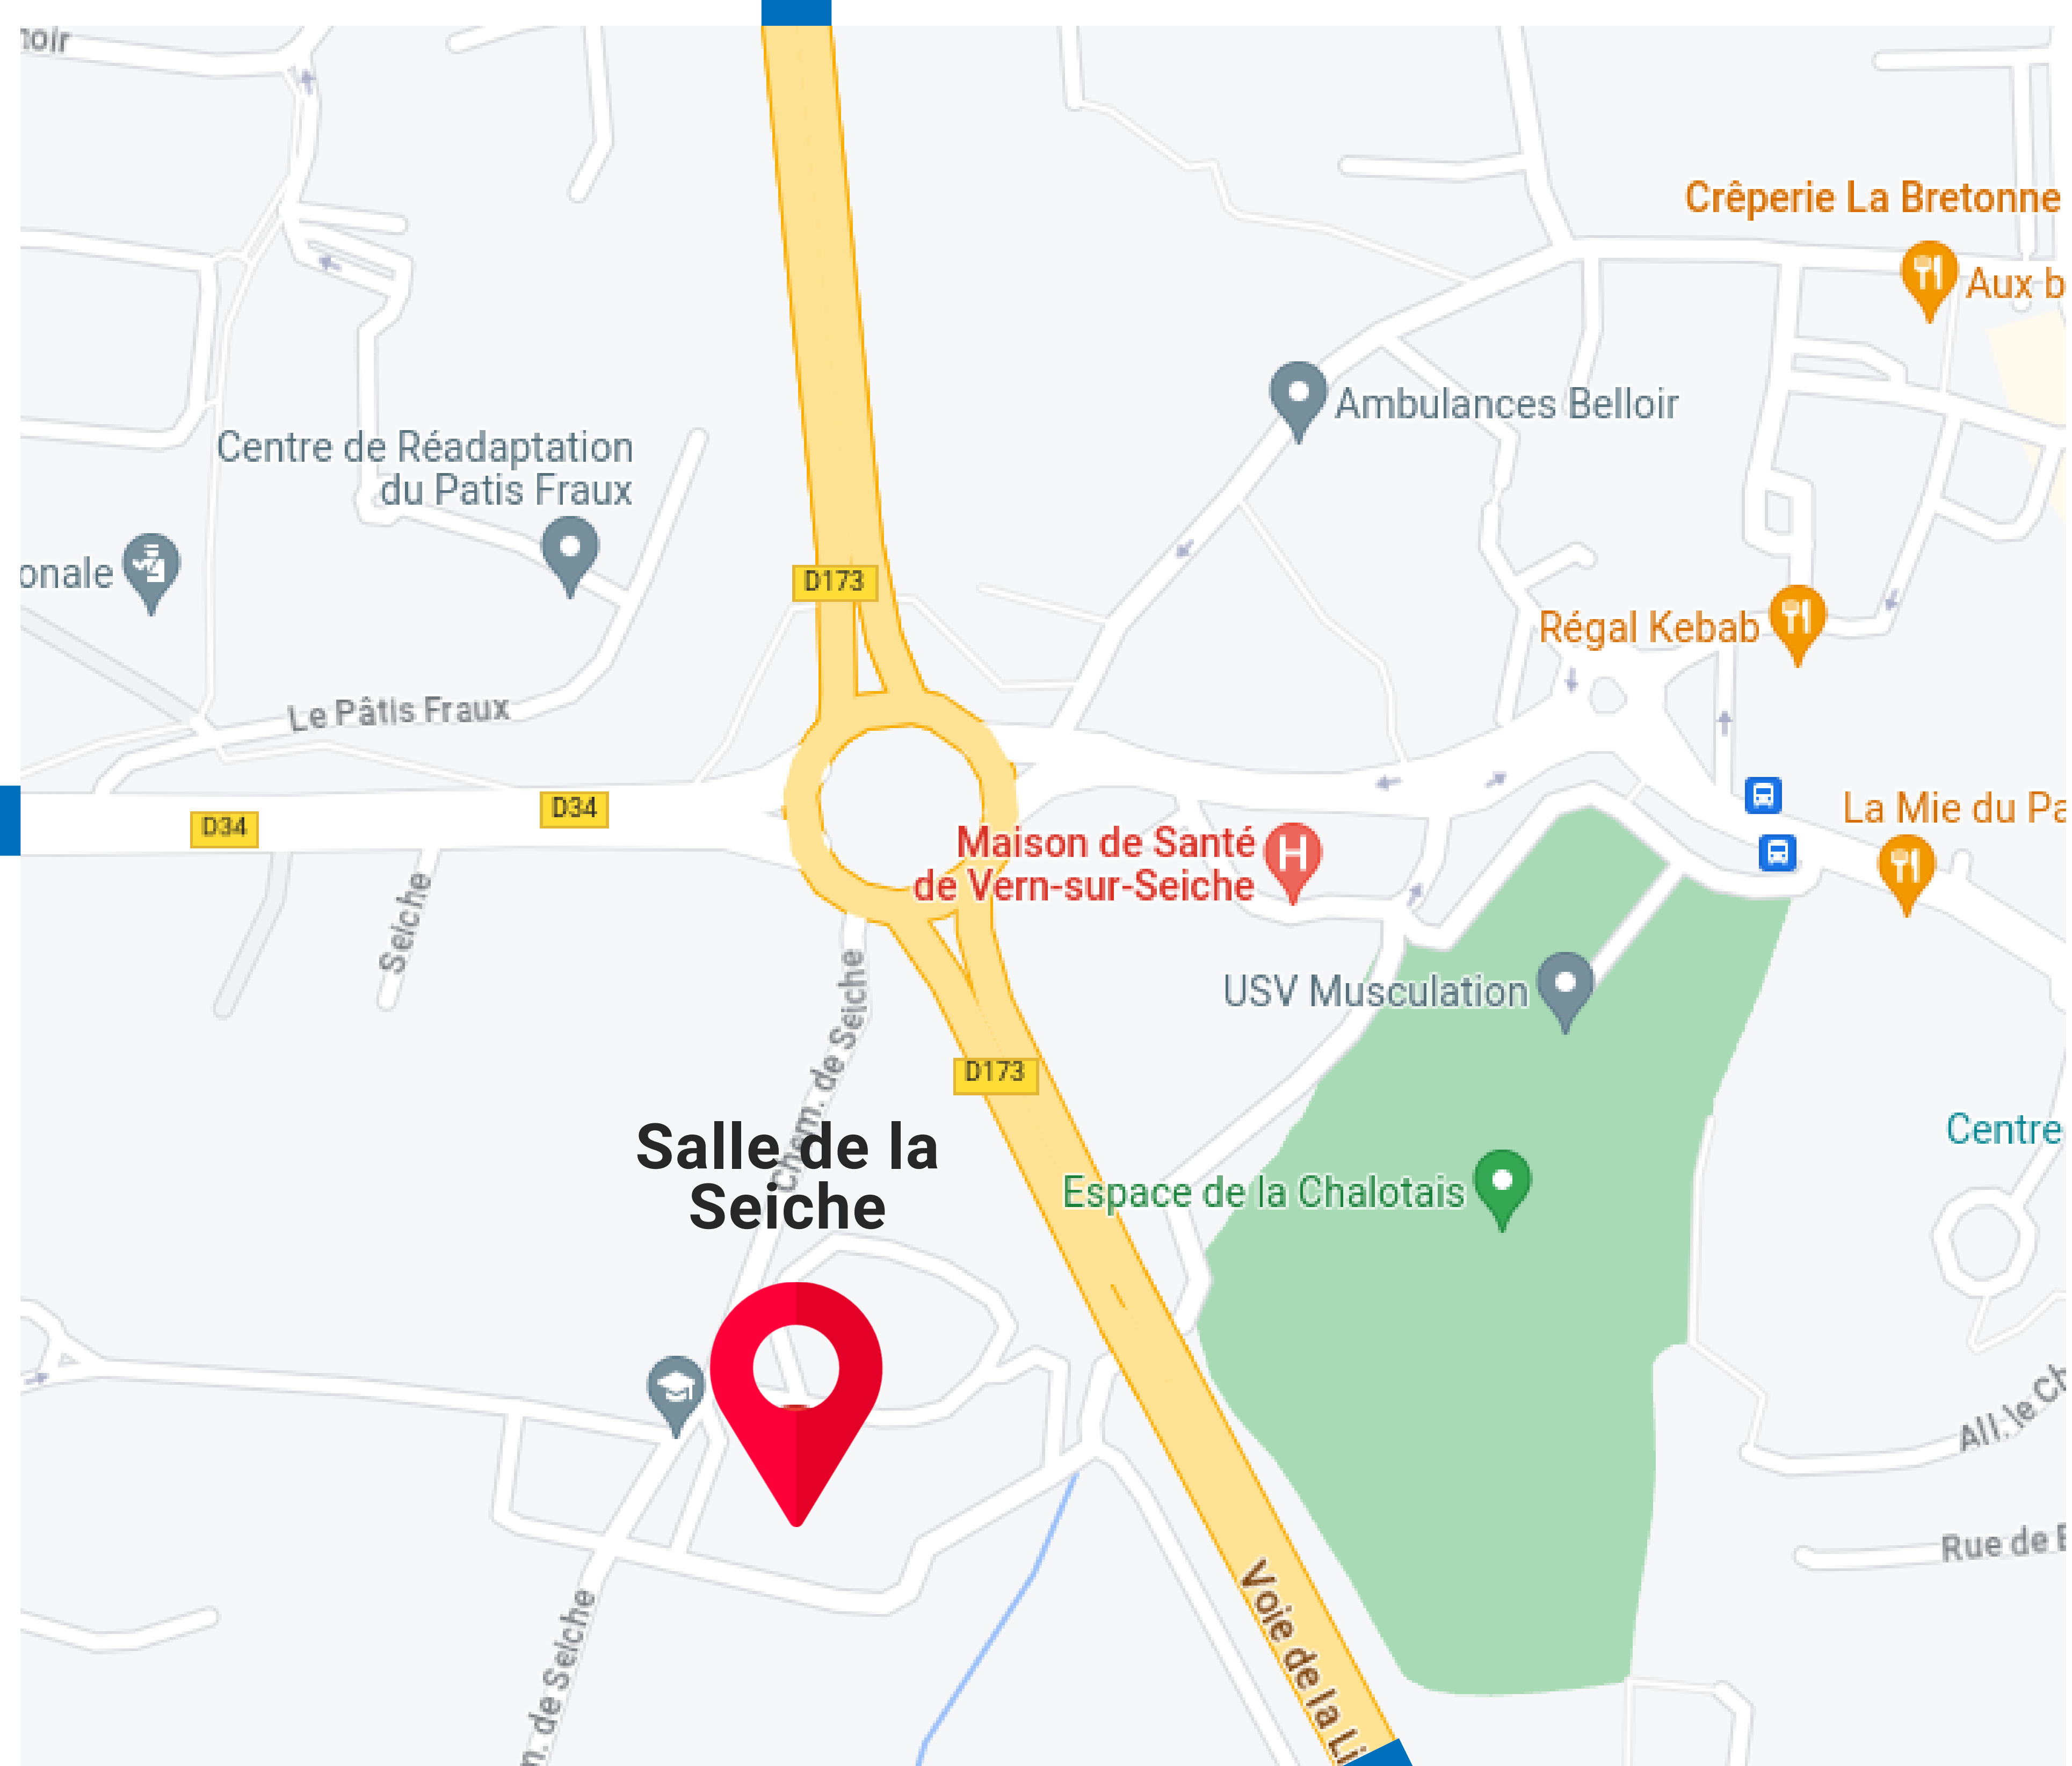 noir
Crêperie La Bretonne
Aux b
Ambulances Belloir
Centre de Réadaptation
du Patis Fraux
onale
D173
Régal Kebab
Le Pâtis Fraux
D34
D34
La Mie du Pa
Maison de Santé
de Vern-sur-Seiche
H
Seiche
USV Musculation
Chem. de Seiche
D173
Centre
Salle de la
Seiche
Espace de la Chalotais
All. le Ch
Rue de B
Voie de la Li
m. de Seiche